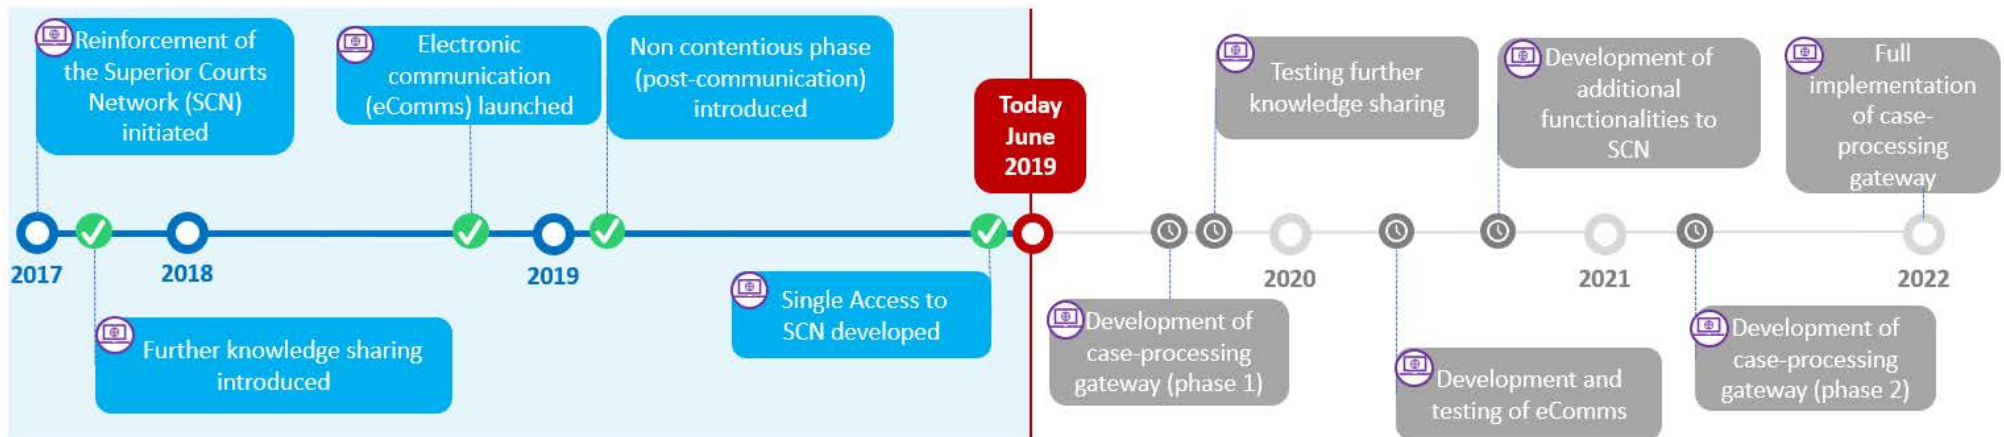 Reinforcement of
the Superior Courts
Network (SCN)
initiated
Electronic
communication
(eComms) launched
Non contentious phase
(post-communication)
introduced
Today
June
2019
Testing further
knowledge sharing
Development of
additional
functionalities to
SCN
Full
implementation
of case-
processing
gateway
2017
2018
2019
2020
2021
2022
Further knowledge sharing
introduced
Single Access to
SCN developed
Development of
case-processing
gateway (phase 1)
Development and
testing of eComms
Development of
case-processing
gateway (phase 2)